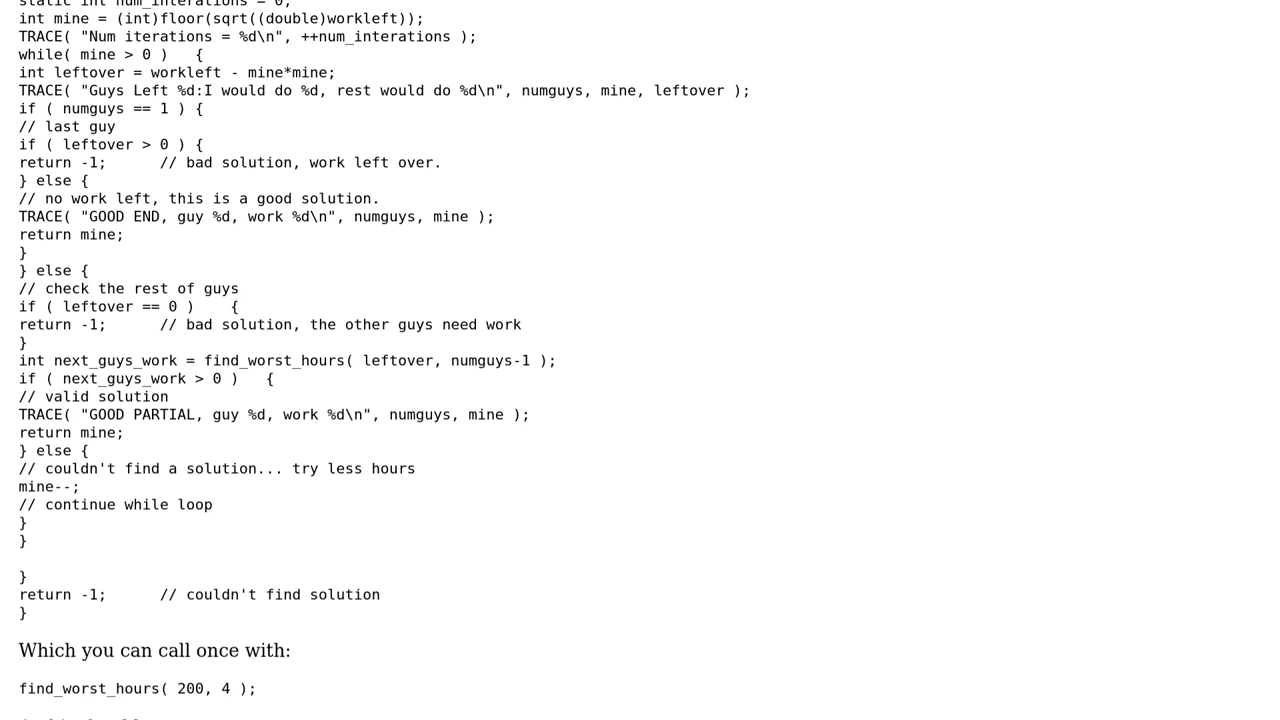 static int num_interations = 0;
int mine = (int)floor(sqrt((double)workleft));
TRACE( "Num iterations = %d\n", ++num_interations );
while( mine > 0 )   {
int leftover = workleft - mine*mine;
TRACE( "Guys Left %d:I would do %d, rest would do %d\n", numguys, mine, leftover );
if ( numguys == 1 ) {
// last guy
if ( leftover > 0 ) {
return -1;      // bad solution, work left over.
} else {
// no work left, this is a good solution.
TRACE( "GOOD END, guy %d, work %d\n", numguys, mine );
return mine;
}
} else {
// check the rest of guys
if ( leftover == 0 )    {
return -1;      // bad solution, the other guys need work
}
int next_guys_work = find_worst_hours( leftover, numguys-1 );
if ( next_guys_work > 0 )   {
// valid solution
TRACE( "GOOD PARTIAL, guy %d, work %d\n", numguys, mine );
return mine;
} else {
// couldn't find a solution... try less hours
mine--;
// continue while loop
}
}
}
return -1;      // couldn't find solution
}
Which you can call once with:
find_worst_hours( 200, 4 );